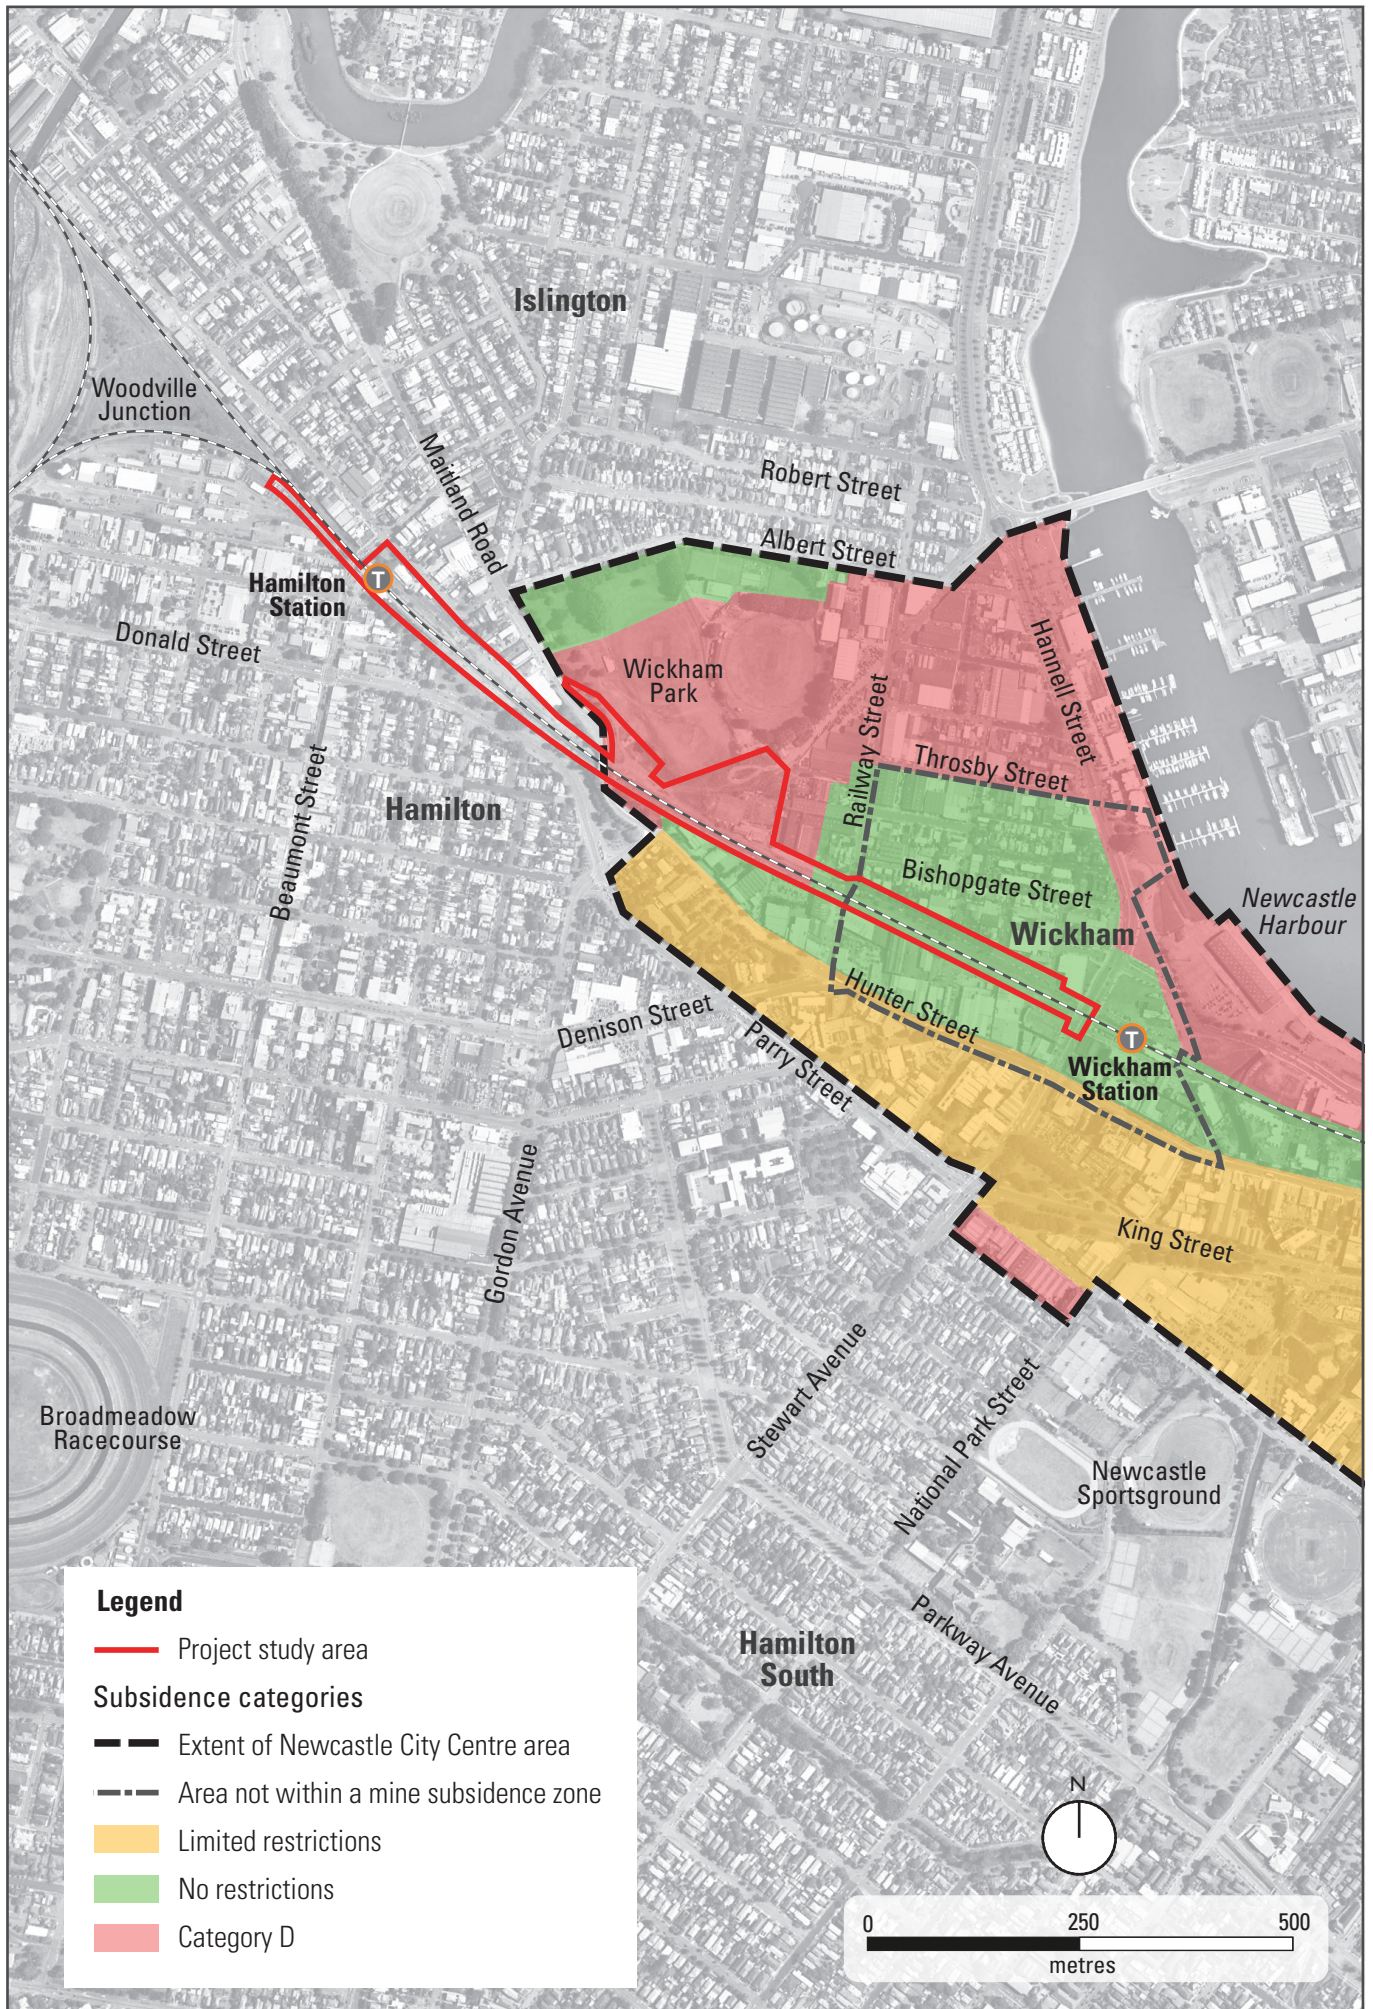 Islington
Woodville
Junction
Maitland Road
Robert Street
Albert Street
Hamilton
Station
T
Donald Street
Wickham
Park
Hannell Street
Railway Street
Throsby Street
Beaumont Street
Hamilton
Bishopgate Street
Newcastle
Harbour
Wickham
Hunter Street
Denison Street
Parry Street
T
Wickham
Station
Gordon Avenue
King Street
Stewart Avenue
National Park Street
Broadmeadow
Racecourse
Newcastle
Sportsground
Parkway Avenue
Hamilton
South
Legend
Project study area
Subsidence categories
Extent of Newcastle City Centre area
Area not within a mine subsidence zone
Limited restrictions
No restrictions
Category D
N
0 250 500
metres